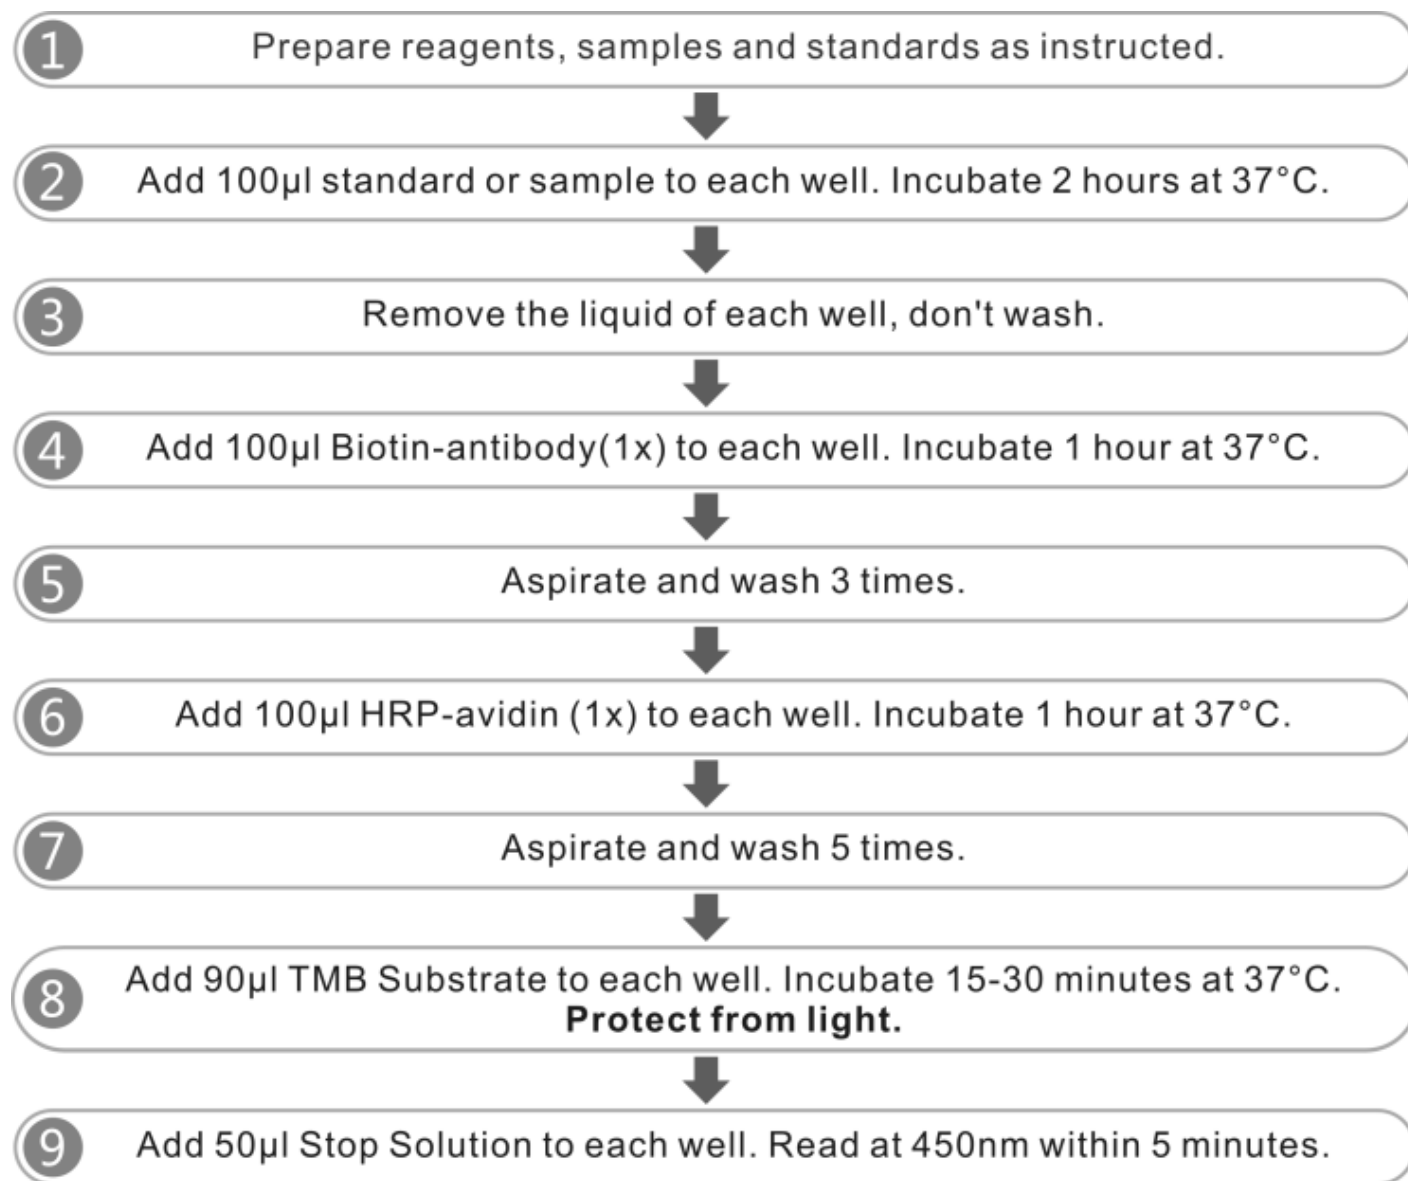 1 Prepare reagents, samples and standards as instructed.
2 Add 100µl standard or sample to each well. Incubate 2 hours at 37°C.
3 Remove the liquid of each well, don't wash.
4 Add 100µl Biotin-antibody(1x) to each well. Incubate 1 hour at 37°C.
5 Aspirate and wash 3 times.
6 Add 100µl HRP-avidin (1x) to each well. Incubate 1 hour at 37°C.
7 Aspirate and wash 5 times.
8 Add 90µl TMB Substrate to each well. Incubate 15-30 minutes at 37°C.
Protect from light.
9 Add 50µl Stop Solution to each well. Read at 450nm within 5 minutes.